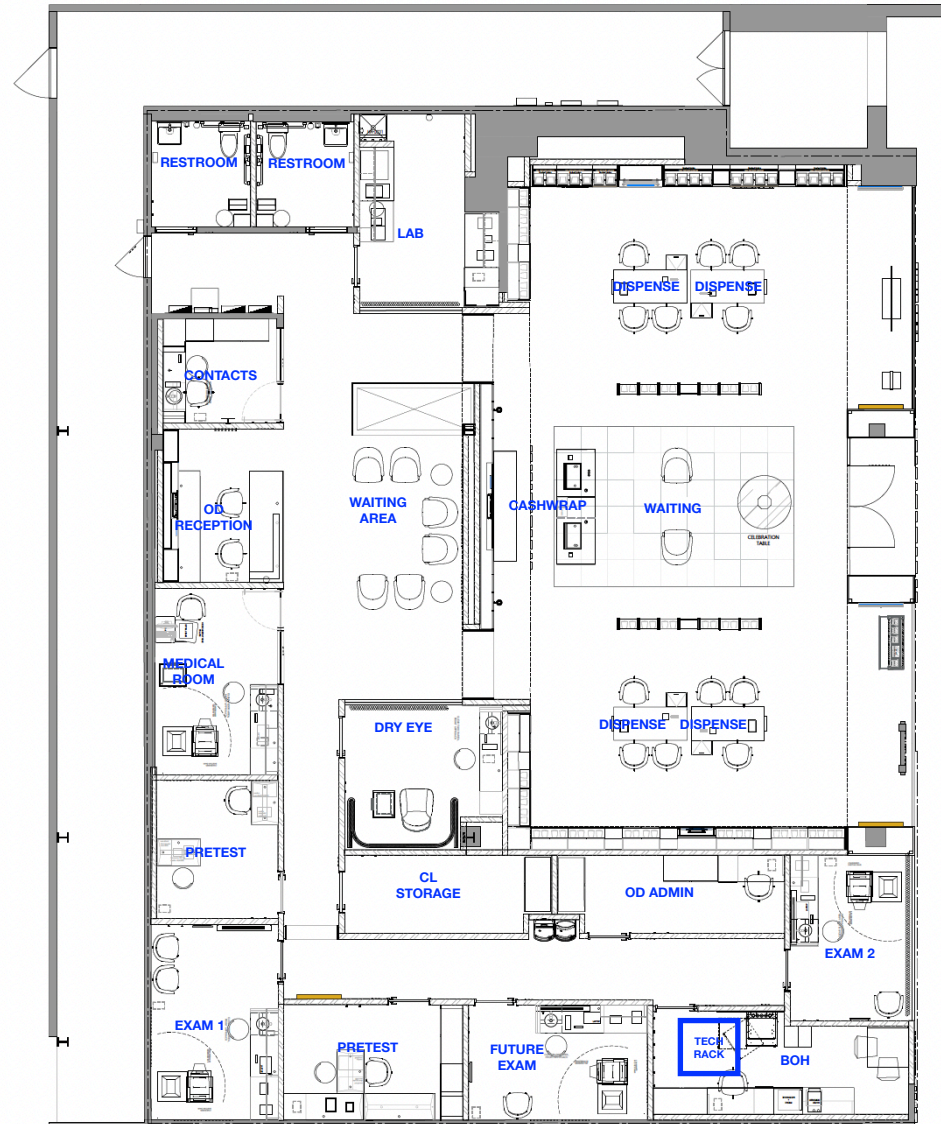 RESTROOM
RESTROOM
LAB
DISPENSE
DISPENSE
CONTACTS
OD
RECEPTION
WAITING
AREA
CASHWRAP
WAITING
CELEBRATION
TABLE
MEDICAL
ROOM
DRY EYE
DISPENSE
DISPENSE
PRETEST
CL
STORAGE
OD ADMIN
EXAM 2
EXAM 1
PRETEST
FUTURE
EXAM
TECH
RACK
BOH